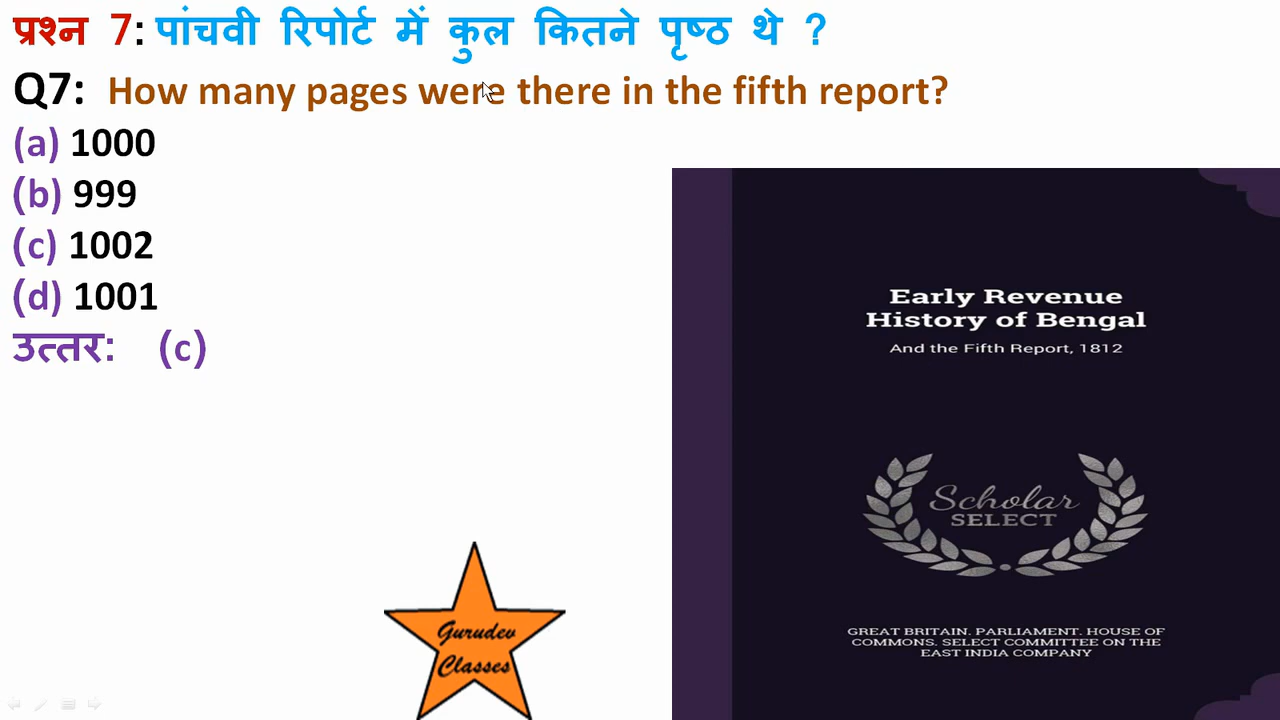 प्रश्न 7: पांचवी रिपोर्ट में कुल कितने पृष्ठ थे ?
Q7: How many pages were there in the fifth report?
(a) 1000
(b) 999
(c) 1002
(d) 1001
उत्तर: (c)
Early Revenue
History of Bengal
And the Fifth Report, 1812
Scholar
SELECT
GREAT BRITAIN. PARLIAMENT. HOUSE OF
COMMONS. SELECT COMMITTEE ON THE
EAST INDIA COMPANY
Gurudev
Classes